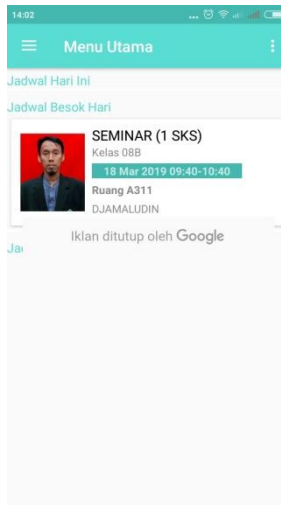 14:02
Menu Utama
Jadwal Hari Ini
Jadwal Besok Hari
SEMINAR (1 SKS)
Kelas 08B
18 Mar 2019 09:40-10:40
Ruang A311
DJAMALUDIN
Iklan ditutup oleh Google